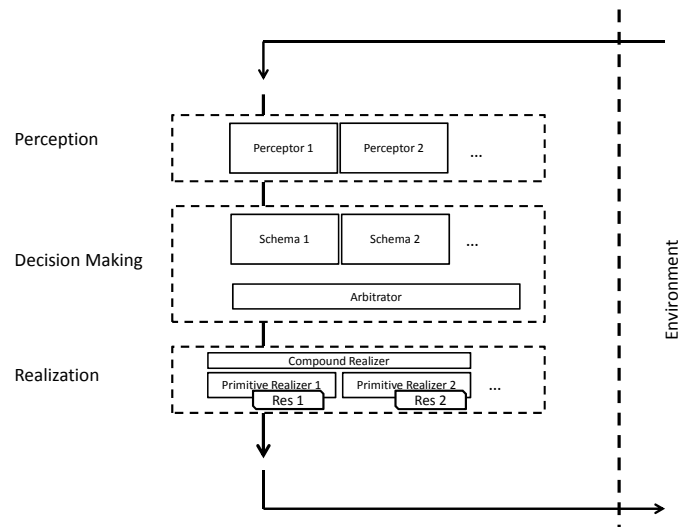 Perception
Perceptor 1 Perceptor 2 ...
Decision Making
Schema 1 Schema 2 ...
Arbitrator
Realization
Compound Realizer
Primitive Realizer 1 Primitive Realizer 2 ...
Res 1 Res 2
Environment